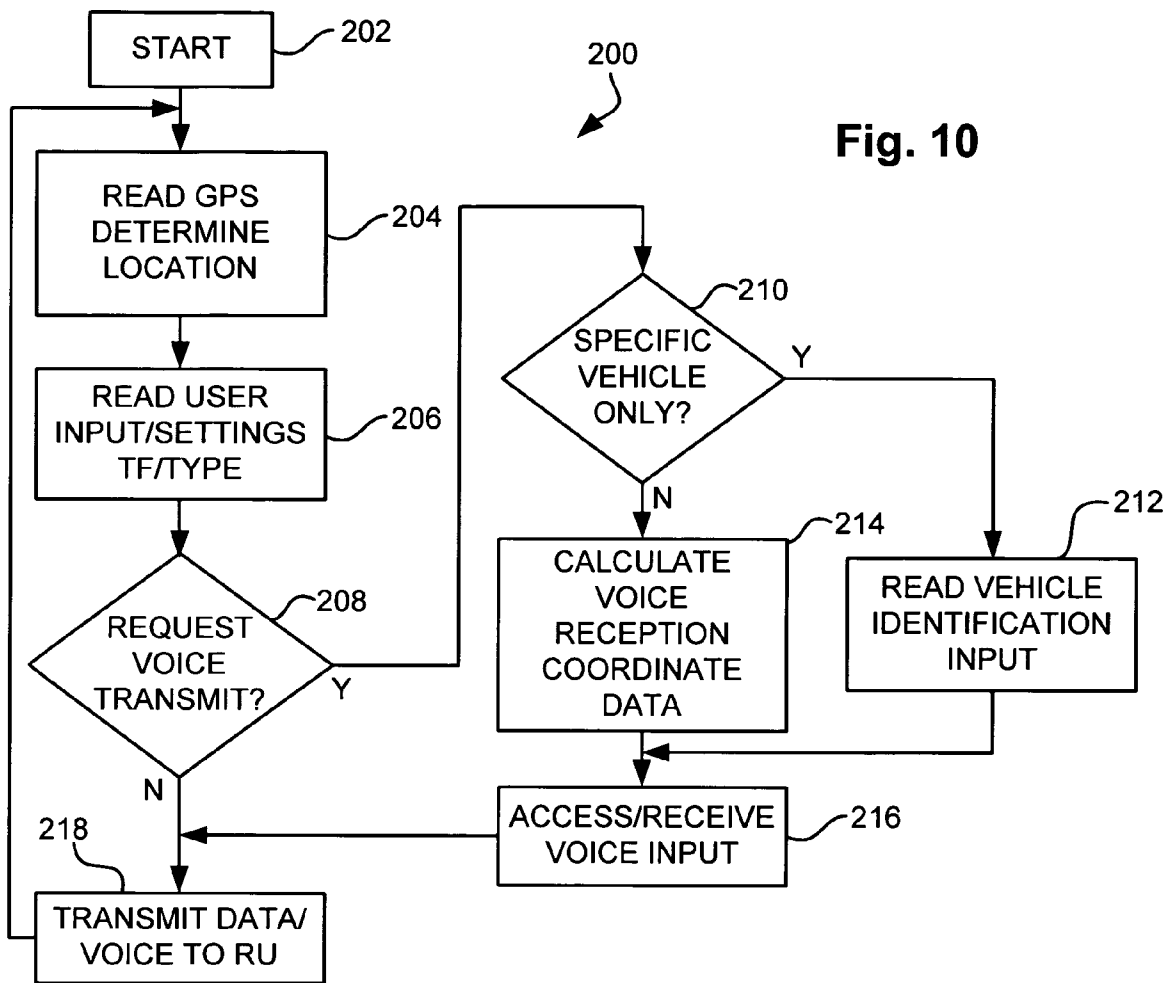 START
202
200
Fig. 10
READ GPS
DETERMINE
LOCATION
204
READ USER
INPUT/SETTINGS
TF/TYPE
206
REQUEST
VOICE
TRANSMIT?
208
Y
N
SPECIFIC
VEHICLE
ONLY?
210
Y
N
READ VEHICLE
IDENTIFICATION
INPUT
212
CALCULATE
VOICE
RECEPTION
COORDINATE
DATA
214
ACCESS/RECEIVE
VOICE INPUT
216
218
TRANSMIT DATA/
VOICE TO RU